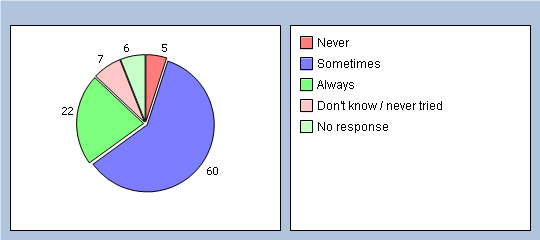 7
6
5
22
60
Never
Sometimes
Always
Don't know / never tried
No response